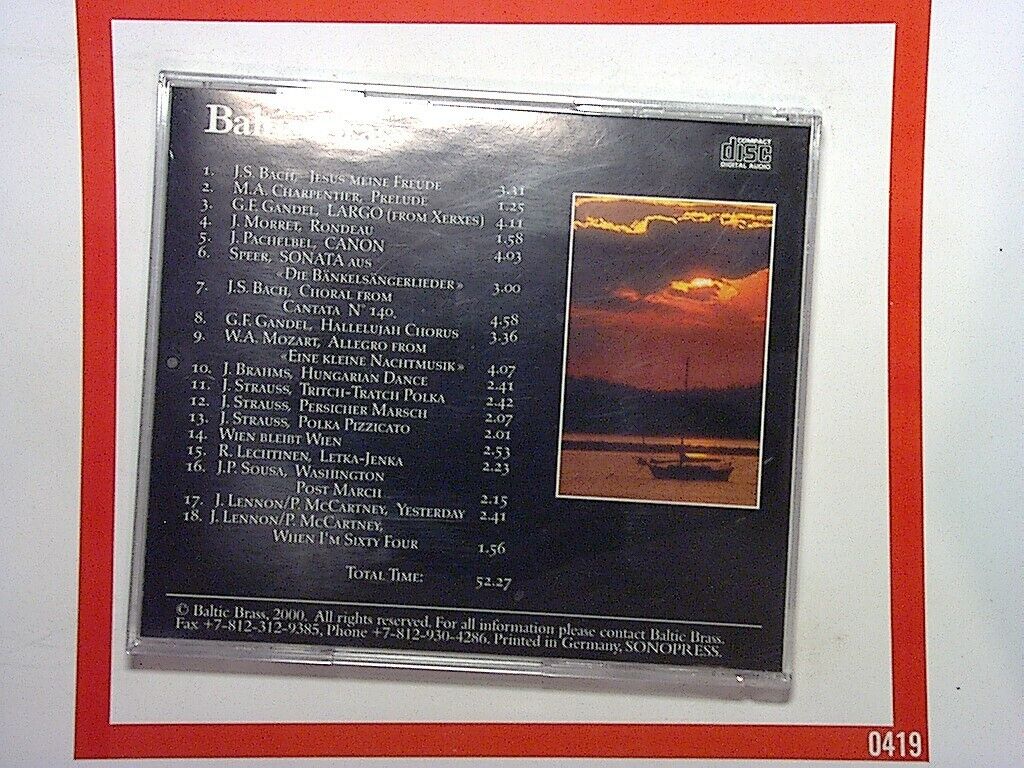 COMPACT
disc
DIGITAL AUDIO
1. J.S. Bach, Jesus meine Freude 3.31
2. M.A. Charpentier, Prelude 1.25
3. G.F. Gandel, LARGO (from Xerxes) 4.11
4. J. Morret, Rondeau 1.58
5. J. Pachelbel, CANON 4.03
6. Speer, SONATA aus
«Die Bänkelsängerlieder» 3.00
7. J.S. Bach, Choral from
Cantata N° 140, 4.58
8. G.F. Gandel, Hallelujah Chorus 3.36
9. W.A. Mozart, Allegro from
«Eine kleine Nachtmusik» 4.07
10. J. Brahms, Hungarian Dance 2.41
11. J. Strauss, Tritch-Tratch Polka 2.42
12. J. Strauss, Persicher Marsch 2.07
13. J. Strauss, Polka Pizzicato 2.01
14. Wien bleibt Wien 2.53
15. R. Lechtinen, Letka-Jenka 2.23
16. J.P. Sousa, Washington
Post March 2.15
17. J. Lennon/P. McCartney, Yesterday 2.41
18. J. Lennon/P. McCartney,
When I'm Sixty Four 1.56
Total Time: 52.27
© Baltic Brass, 2000. All rights reserved. For all information please contact Baltic Brass.
Fax +7-812-312-9385, Phone +7-812-930-4286. Printed in Germany, SONOPRESS.
0419